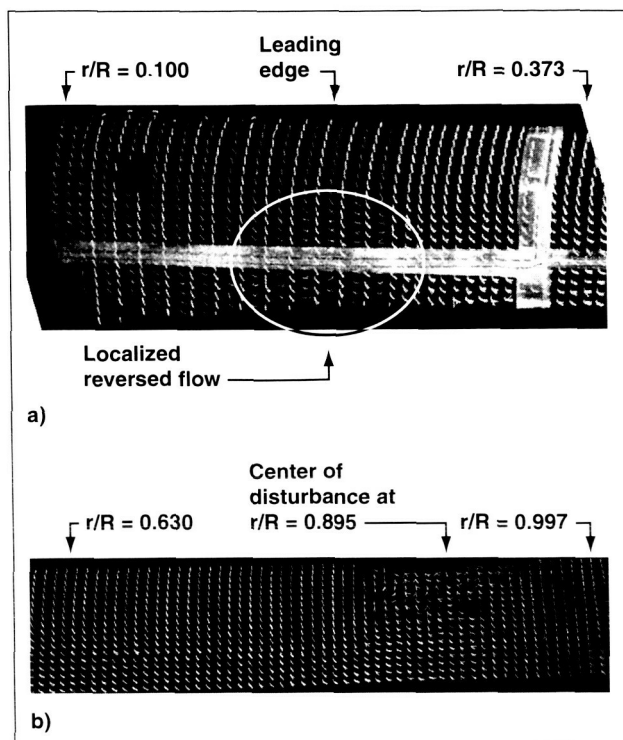 Leading
edge
r/R = 0.100
r/R = 0.373
Localized
reversed flow
a)
Center of
disturbance at
r/R = 0.630
r/R = 0.895
r/R = 0.997
b)